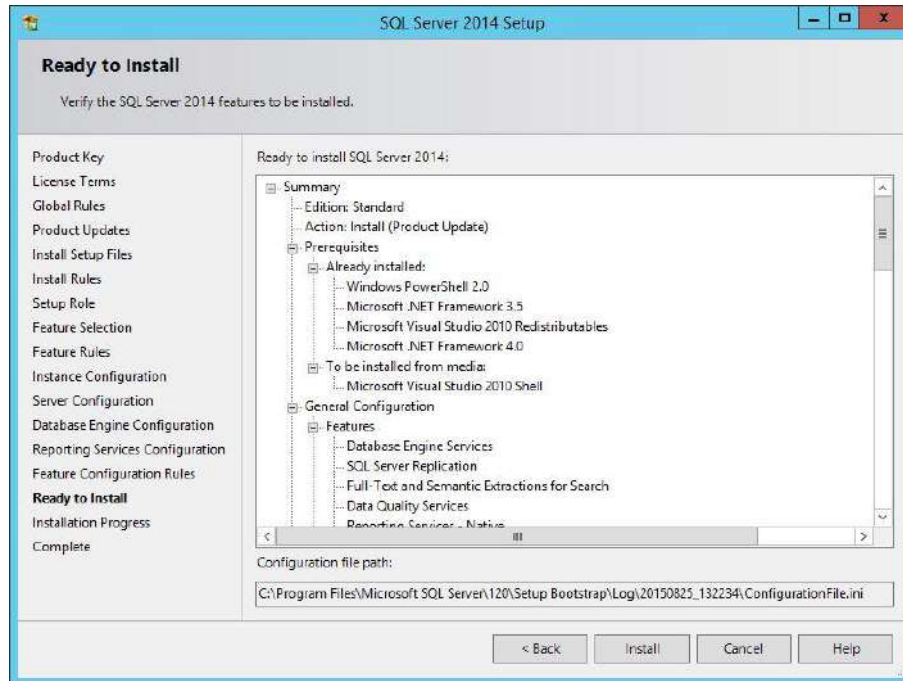 SQL Server 2014 Setup
Ready to Install
Verify the SQL Server 2014 features to be installed.
Product Key
License Terms
Global Rules
Product Updates
Install Setup Files
Install Rules
Setup Role
Feature Selection
Feature Rules
Instance Configuration
Server Configuration
Database Engine Configuration
Reporting Services Configuration
Feature Configuration Rules
Ready to Install
Installation Progress
Complete
Ready to install SQL Server 2014:
Summary
Edition: Standard
Action: Install (Product Update)
Prerequisites
Already installed:
Windows PowerShell 2.0
Microsoft .NET Framework 3.5
Microsoft Visual Studio 2010 Redistributables
Microsoft .NET Framework 4.0
To be installed from media:
Microsoft Visual Studio 2010 Shell
General Configuration
Features
Database Engine Services
SQL Server Replication
Full-Text and Semantic Extractions for Search
Data Quality Services
Reporting Services - Native
Configuration file path:
C:\Program Files\Microsoft SQL Server\120\Setup Bootstrap\Log\20150825_132234\ConfigurationFile.ini
< Back
Install
Cancel
Help